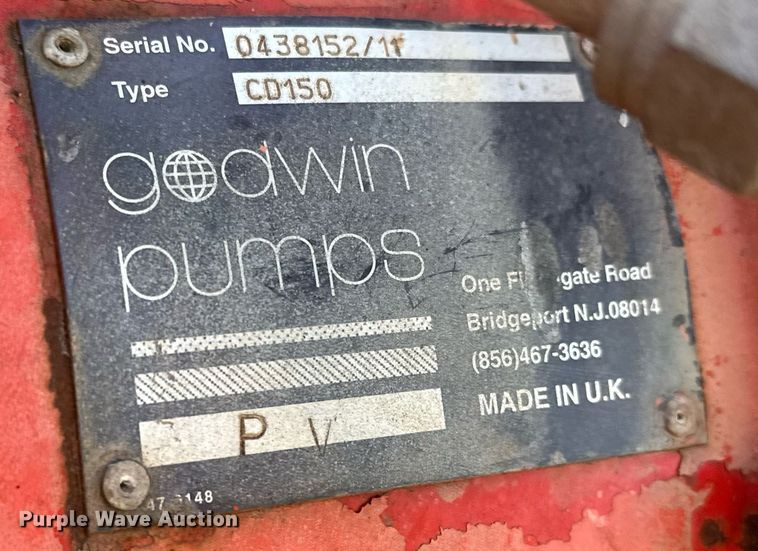 Serial No. 0438152/11
Type CD150
godwin
pumps
One Road
Bridgeport N.J.08014
(856)467-3636
MADE IN U.K.
P V
Purple Wave Auction